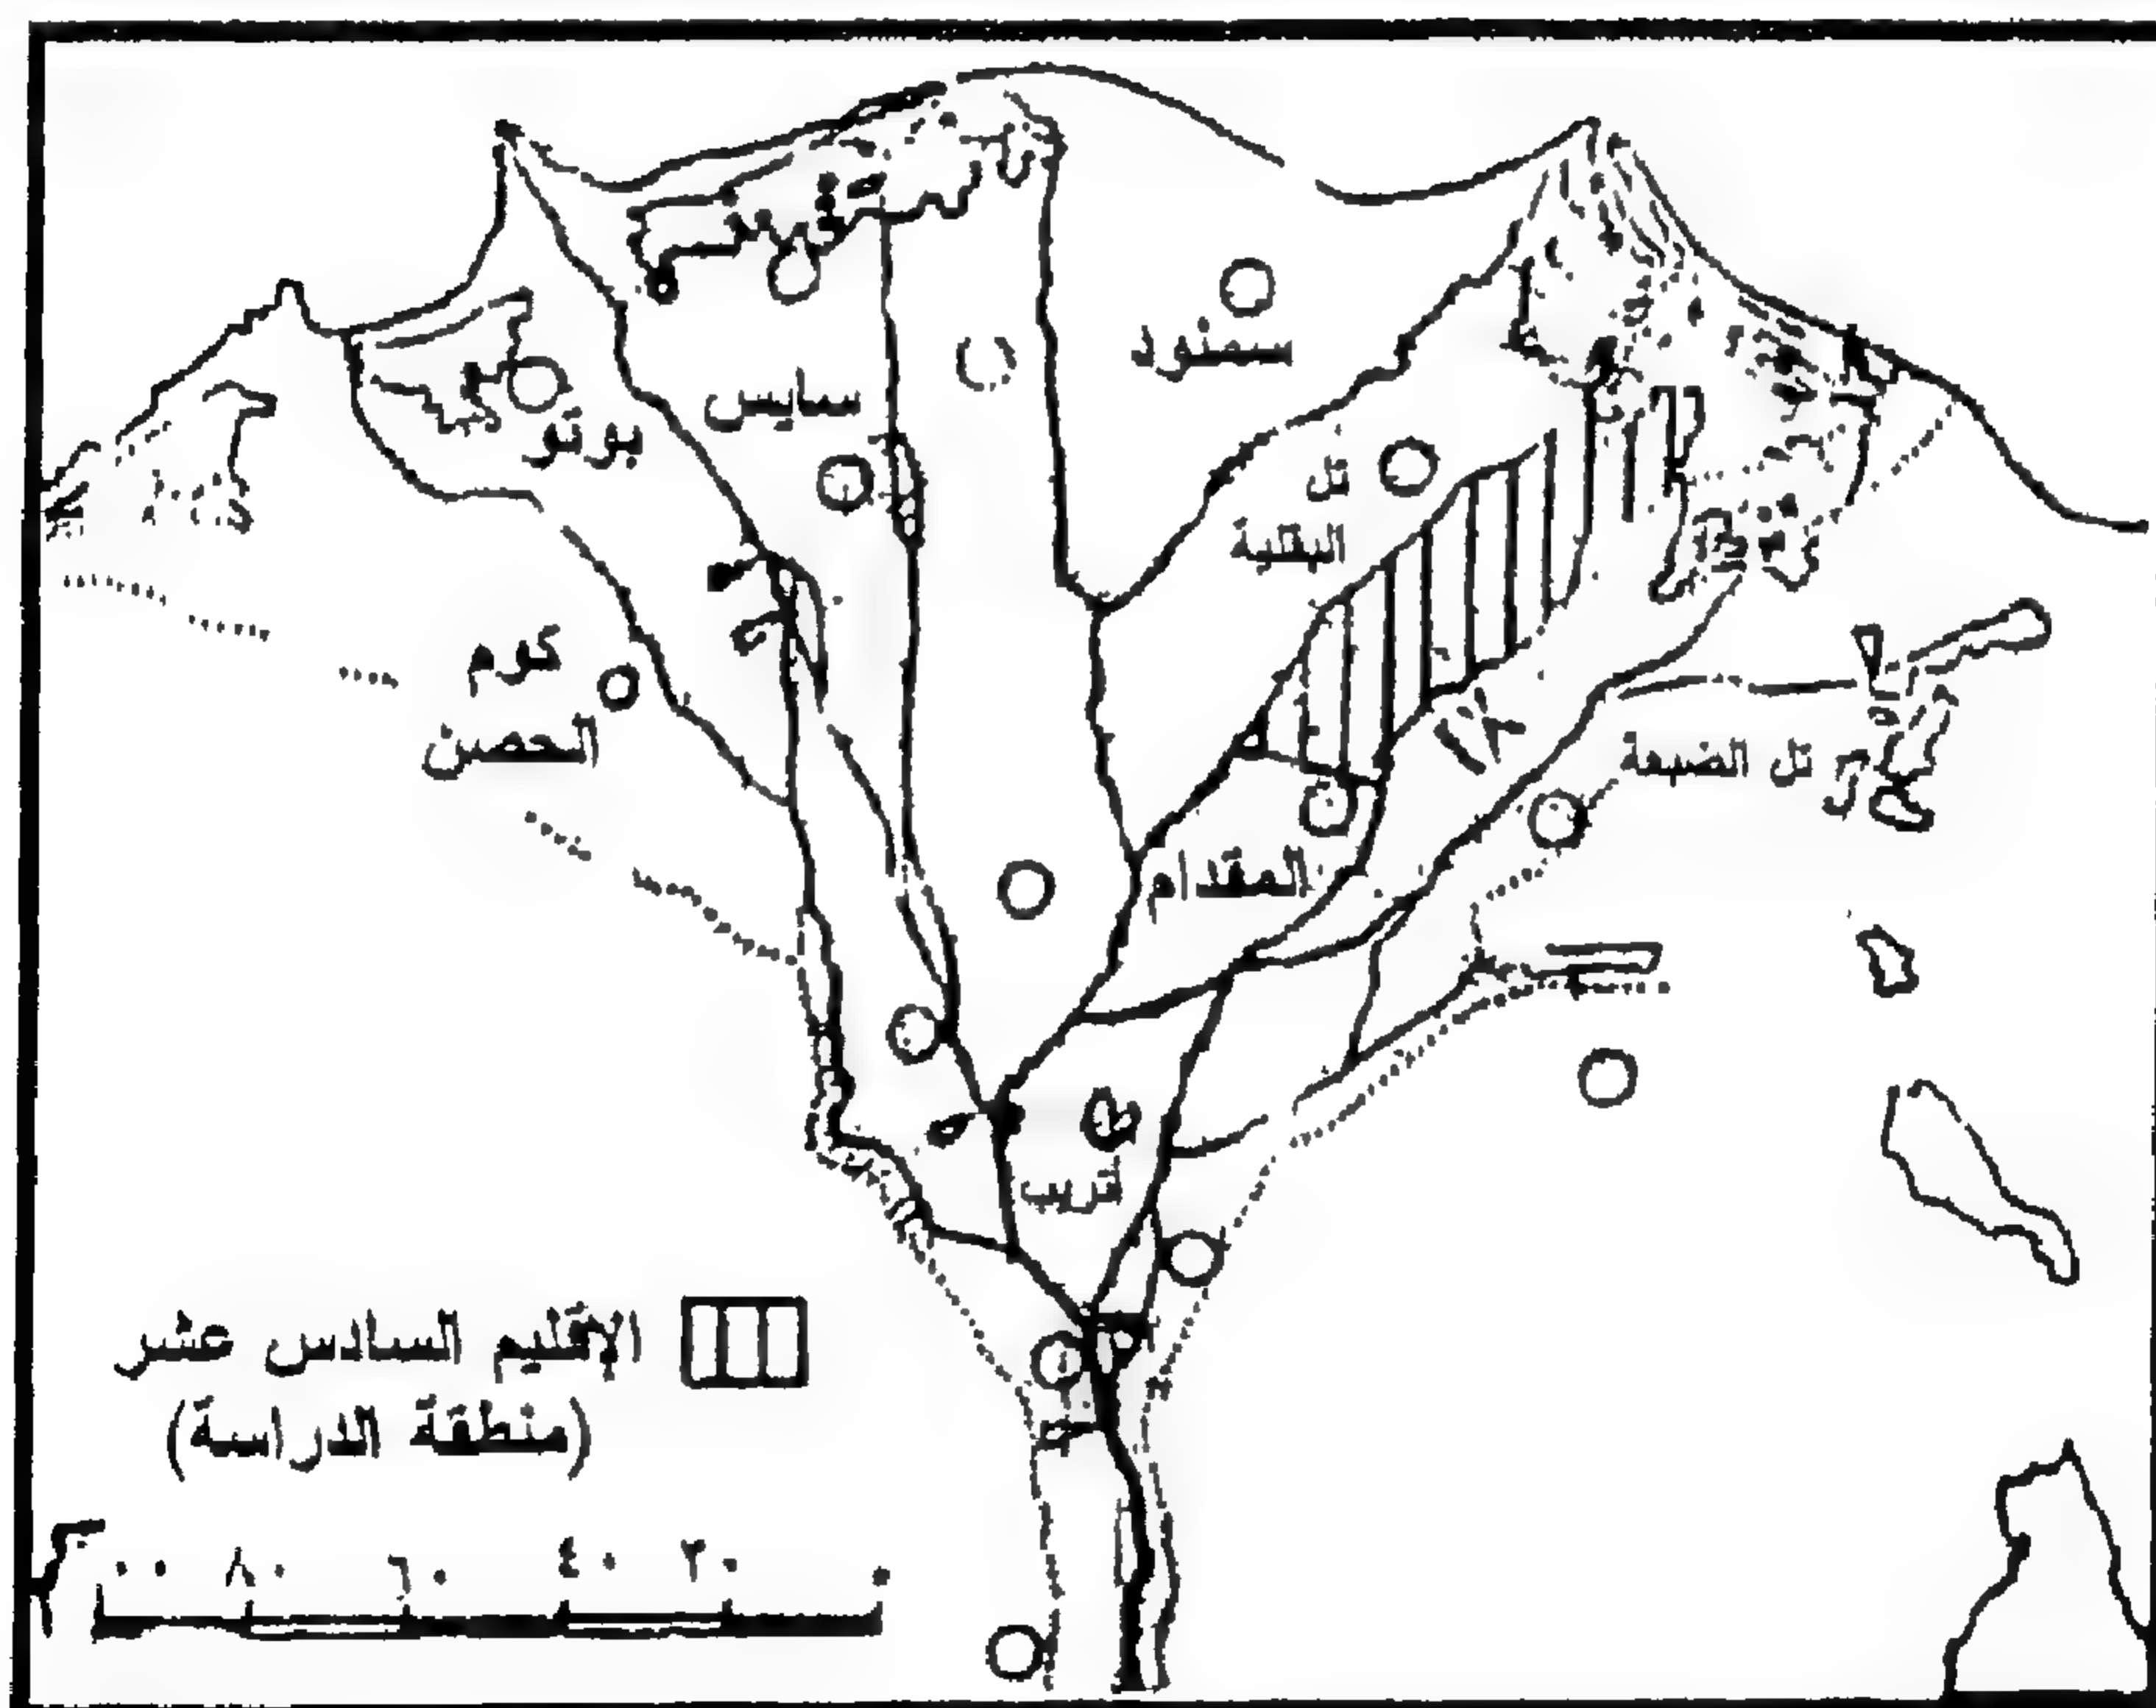 سمنود
سايس
بوتو
تل
البقلية
كوم
الحصن
تل الضبعة
المقدام
أتريب
الإقليم السادس عشر
(منطقة الدراسة)
٨٠ ٦٠ ٤٠ ٢٠ ٠